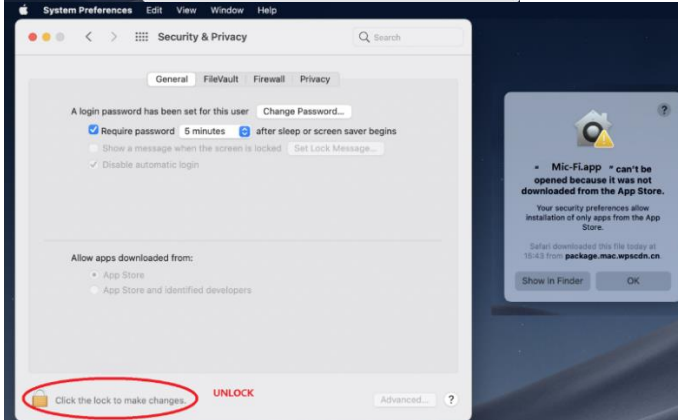 System Preferences Edit View Window Help
Security & Privacy
Search
General FileVault Firewall Privacy
A login password has been set for this user Change Password...
Require password 5 minutes after sleep or screen saver begins
Show a message when the screen is locked Set Lock Message...
Disable automatic login
Allow apps downloaded from:
App Store
App Store and identified developers
Click the lock to make changes.
UNLOCK
Advanced...
?
?
" Mic-Fi.app " can't be
opened because it was not
downloaded from the App Store.
Your security preferences allow
installation of only apps from the App
Store.
Safari downloaded this file today at
15:43 from package.mac.wpscdn.cn
Show in Finder OK